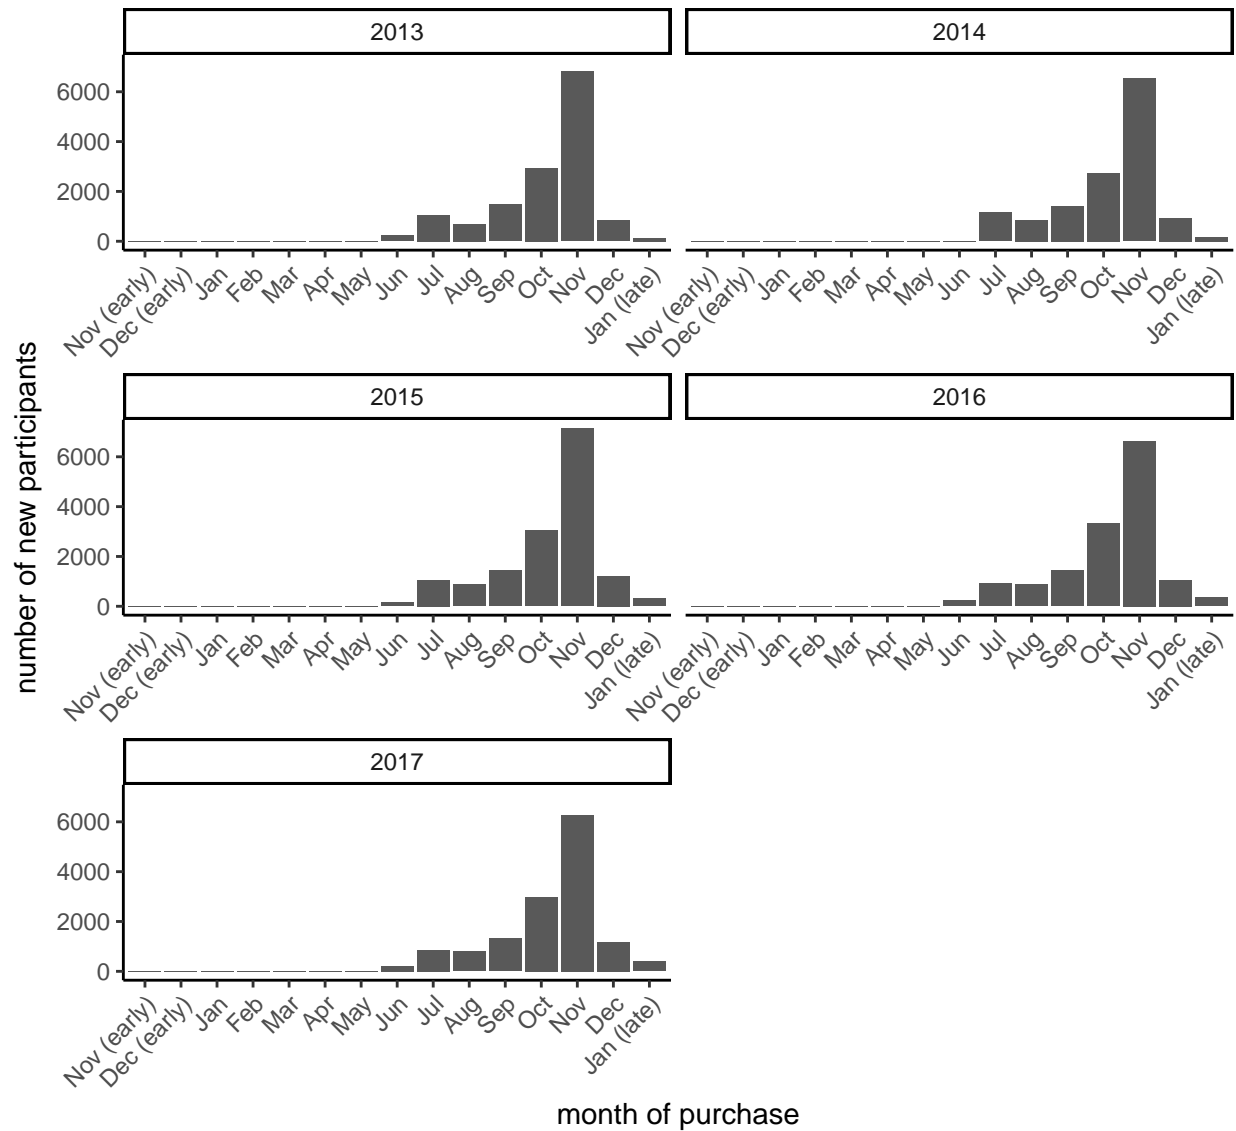 2013
2014
6000
4000
2000
0
Nov (early) Dec (early) Jan Feb Mar Apr May Jun Jul Aug Sep Oct Nov Dec Jan (late)
Nov (early) Dec (early) Jan Feb Mar Apr May Jun Jul Aug Sep Oct Nov Dec Jan (late)
number of new participants
2015
2016
6000
4000
2000
0
Nov (early) Dec (early) Jan Feb Mar Apr May Jun Jul Aug Sep Oct Nov Dec Jan (late)
Nov (early) Dec (early) Jan Feb Mar Apr May Jun Jul Aug Sep Oct Nov Dec Jan (late)
2017
6000
4000
2000
0
Nov (early) Dec (early) Jan Feb Mar Apr May Jun Jul Aug Sep Oct Nov Dec Jan (late)
month of purchase